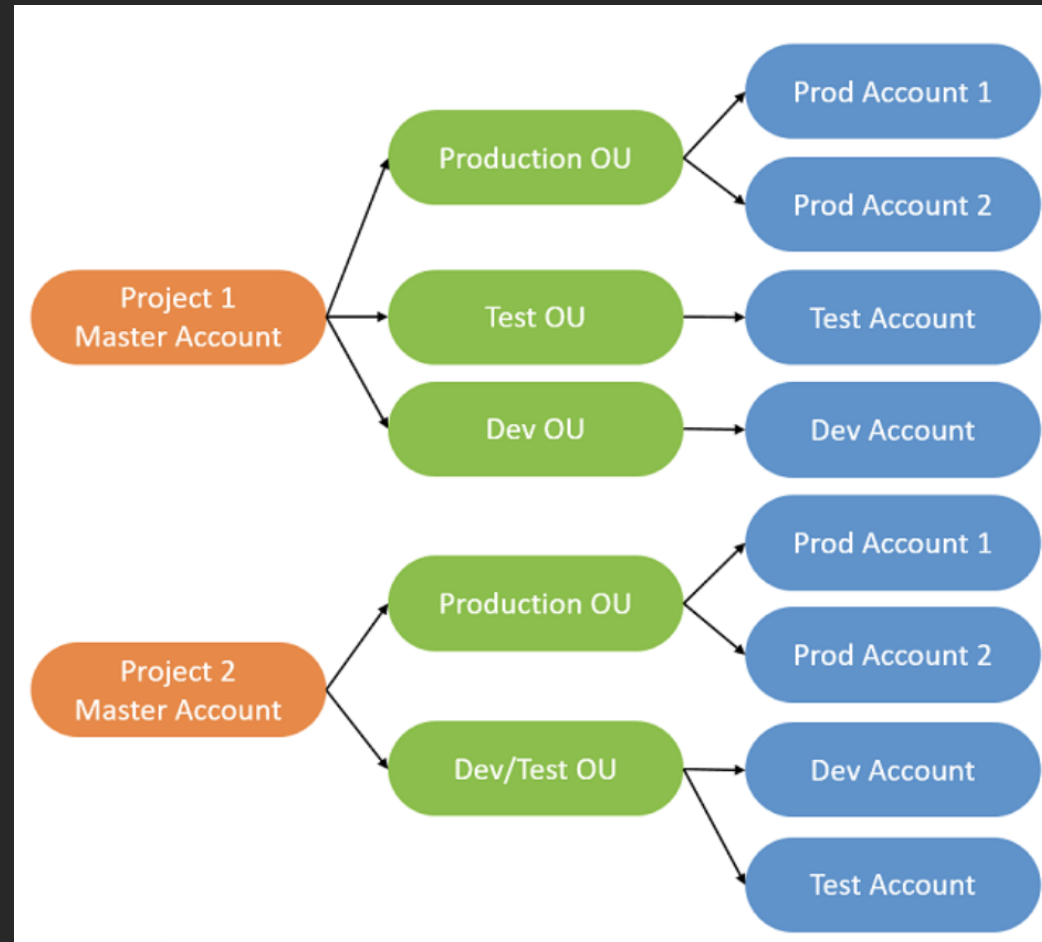 Prod Account 1
Production OU
Prod Account 2
Project 1
Master Account
Test OU
Test Account
Dev OU
Dev Account
Prod Account 1
Production OU
Prod Account 2
Project 2
Master Account
Dev/Test OU
Dev Account
Test Account